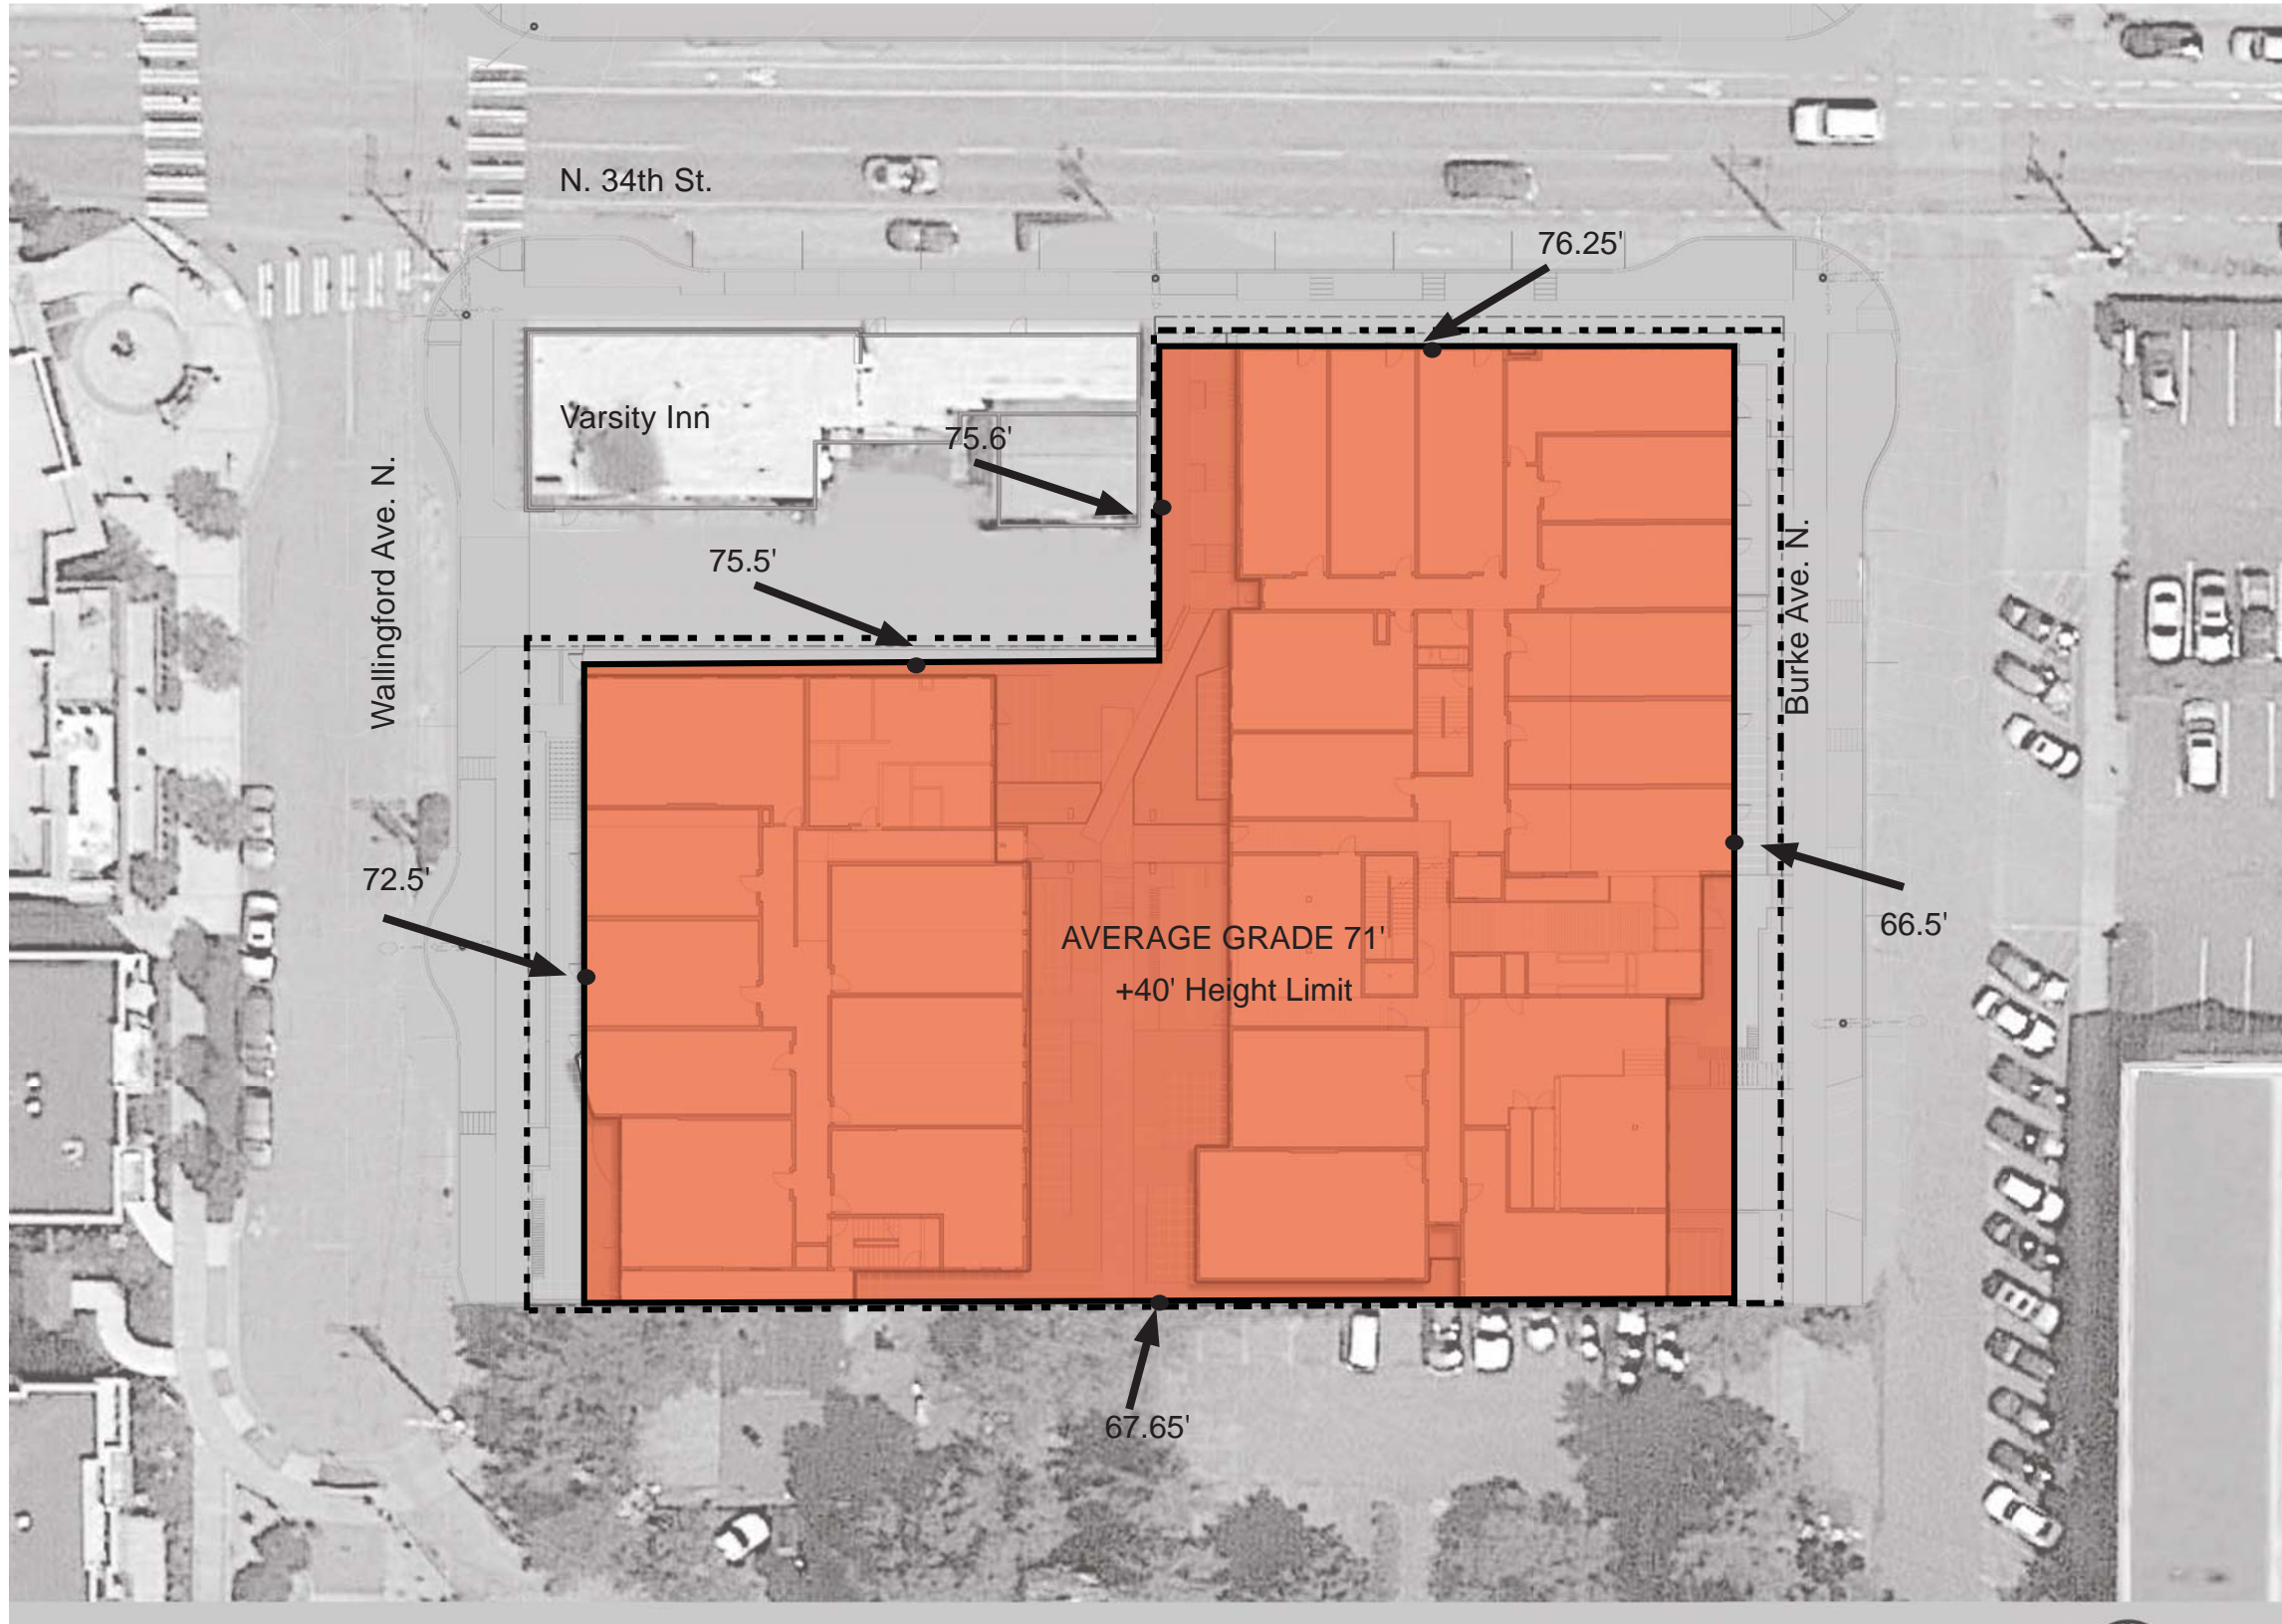 N. 34th St.
76.25'
Varsity Inn
75.6'
75.5'
Wallingford Ave. N.
Burke Ave. N.
72.5'
66.5'
AVERAGE GRADE 71'
+40' Height Limit
67.65'